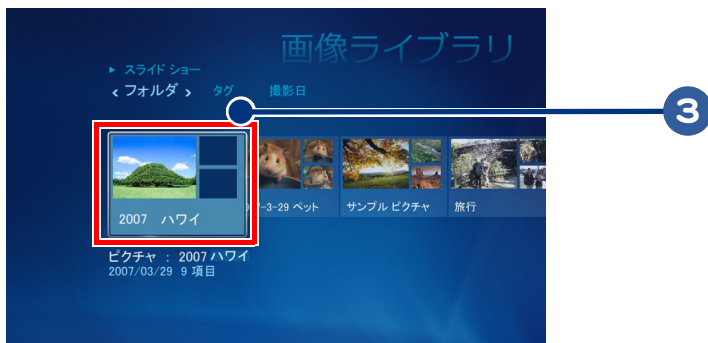 画像ライブラリ
▶ スライド ショー
‹ フォルダ › タグ 撮影日
3
2007 ハワイ
-3-29 ペット
サンプル ピクチャ
旅行
ピクチャ : 2007 ハワイ
2007/03/29 9 項目